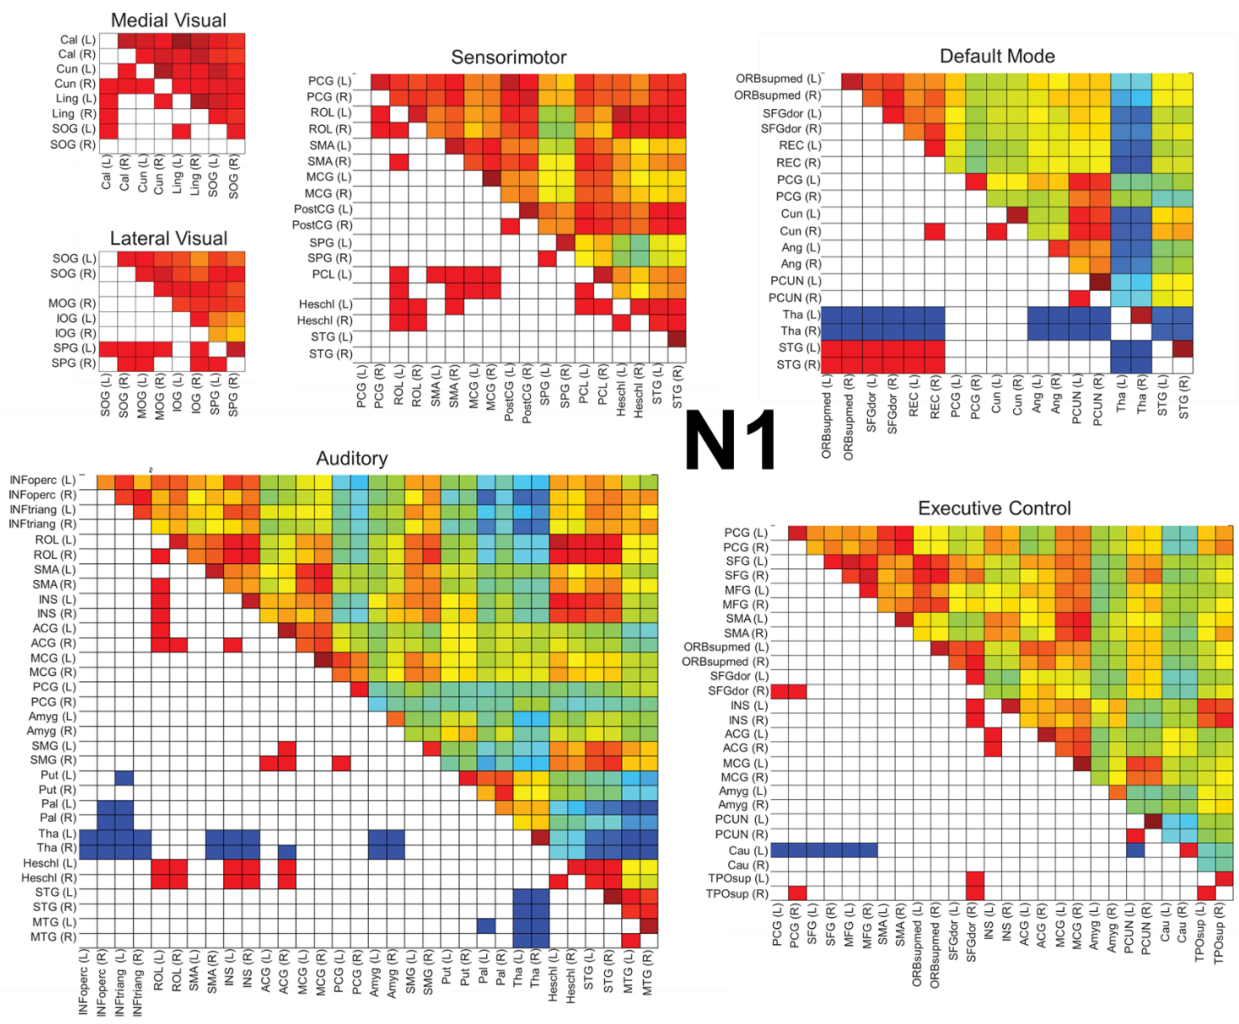 Medial Visual
Cal (L)
Cal (R)
Cun (L)
Cun (R)
Ling (L)
Ling (R)
SOG (L)
SOG (R)
Cal (L)
Cal (R)
Cun (L)
Cun (R)
Ling (L)
Ling (R)
SOG (L)
SOG (R)
Sensorimotor
PCG (L)
PCG (R)
ROL (L)
ROL (R)
SMA (L)
SMA (R)
MCG (L)
MCG (R)
PostCG (L)
PostCG (R)
SPG (L)
SPG (R)
PCL (L)
Heschl (L)
Heschl (R)
STG (L)
STG (R)
PCG (L)
PCG (R)
ROL (L)
ROL (R)
SMA (L)
SMA (R)
MCG (L)
MCG (R)
PostCG (L)
PostCG (R)
SPG (L)
SPG (R)
PCL (L)
PCL (R)
Heschl (L)
Heschl (R)
STG (L)
STG (R)
Default Mode
ORBsupmed (L)
ORBsupmed (R)
SFGdor (L)
SFGdor (R)
REC (L)
REC (R)
PCG (L)
PCG (R)
Cun (L)
Cun (R)
Ang (L)
Ang (R)
PCUN (L)
PCUN (R)
Tha (L)
Tha (R)
STG (L)
STG (R)
ORBsupmed (L)
ORBsupmed (R)
SFGdor (L)
SFGdor (R)
REC (L)
REC (R)
PCG (L)
PCG (R)
Cun (L)
Cun (R)
Ang (L)
Ang (R)
PCUN (L)
PCUN (R)
Tha (L)
Tha (R)
STG (L)
STG (R)
Lateral Visual
SOG (L)
SOG (R)
MOG (R)
IOG (L)
IOG (R)
SPG (L)
SPG (R)
SOG (L)
SOG (R)
MOG (L)
MOG (R)
IOG (L)
IOG (R)
SPG (L)
SPG (R)
N1
Auditory
2
INFoperc (L)
INFoperc (R)
INFtriang (L)
INFtriang (R)
ROL (L)
ROL (R)
SMA (L)
SMA (R)
INS (L)
INS (R)
ACG (L)
ACG (R)
MCG (L)
MCG (R)
PCG (L)
PCG (R)
Amyg (L)
Amyg (R)
SMG (L)
SMG (R)
Put (L)
Put (R)
Pal (L)
Pal (R)
Tha (L)
Tha (R)
Heschl (L)
Heschl (R)
STG (L)
STG (R)
MTG (L)
MTG (R)
INFoperc (L)
INFoperc (R)
INFtriang (L)
INFtriang (R)
ROL (L)
ROL (R)
SMA(L)
SMA(R)
INS (L)
INS (R)
ACG (L)
ACG (R)
MCG (L)
MCG (R)
PCG (L)
PCG (R)
Amyg (L)
Amyg (R)
SMG (L)
SMG (R)
Put (L)
Put (R)
Pal (L)
Pal (R)
Tha (L)
Tha (R)
Heschl (L)
Heschl (R)
STG (L)
STG (R)
MTG (L)
MTG (R)
Executive Control
PCG (L)
PCG (R)
SFG (L)
SFG (R)
MFG (L)
MFG (R)
SMA (L)
SMA (R)
ORBsupmed (L)
ORBsupmed (R)
SFGdor (L)
SFGdor (R)
INS (L)
INS (R)
ACG (L)
ACG (R)
MCG (L)
MCG (R)
Amyg (L)
Amyg (R)
PCUN (L)
PCUN (R)
Cau (L)
Cau (R)
TPOsup (L)
TPOsup (R)
PCG (L)
PCG (R)
SFG (L)
SFG (R)
MFG (L)
MFG (R)
SMA (L)
SMA (R)
ORBsupmed (L)
ORBsupmed (R)
SFGdor (L)
SFGdor (R)
INS (L)
INS (R)
ACG (L)
ACG (R)
MCG (L)
MCG (R)
Amyg (L)
Amyg (R)
PCUN (L)
PCUN (R)
Cau (L)
Cau (R)
TPOsup (L)
TPOsup (R)